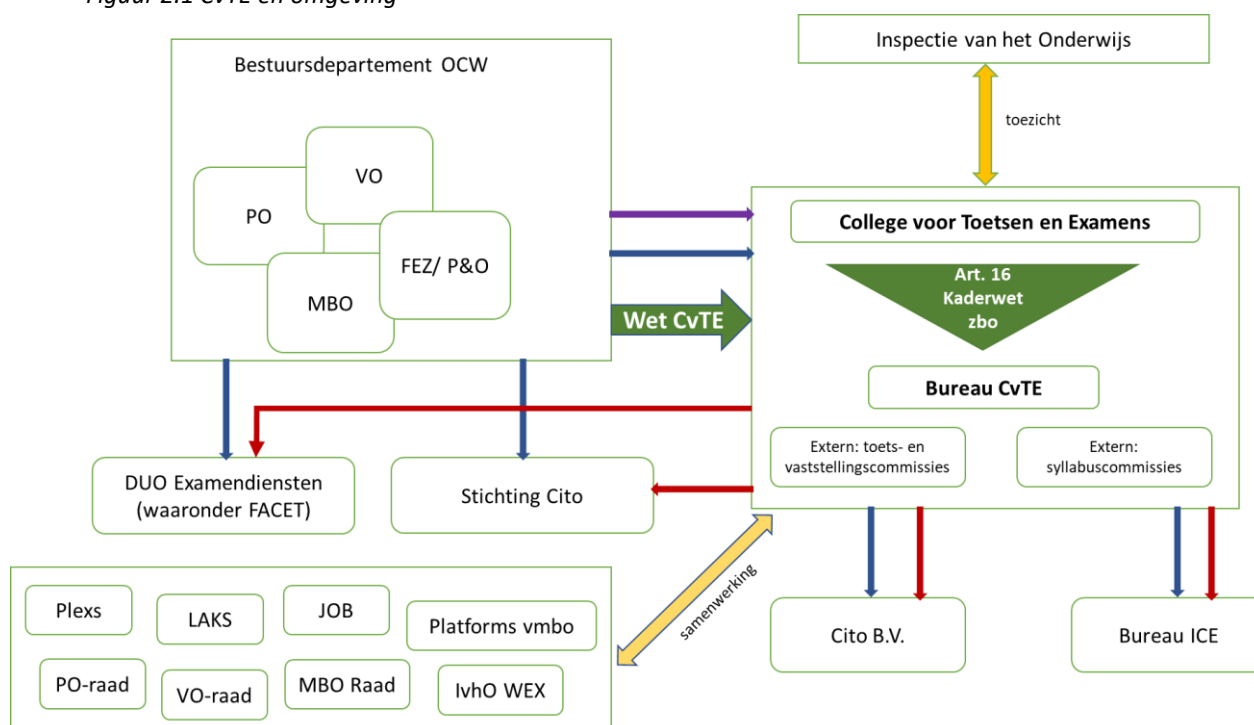 Figuur 2.1 CvTE en omgeving
Inspectie van het Onderwijs
Bestuursdepartement OCW
toezicht
VO
PO
FEZ/ P&O
MBO
College voor Toetsen en Examens
Art. 16
Kaderwet
zbo
Wet CvTE
Bureau CvTE
Extern: toets- en
vaststellingscommissies
Extern:
syllabuscommissies
DUO Examendiensten
(waaronder FACET)
Stichting Cito
samenwerking
Plexs
LAKS
JOB
Platforms vmbo
PO-raad
VO-raad
MBO Raad
IvhO WEX
Cito B.V.
Bureau ICE